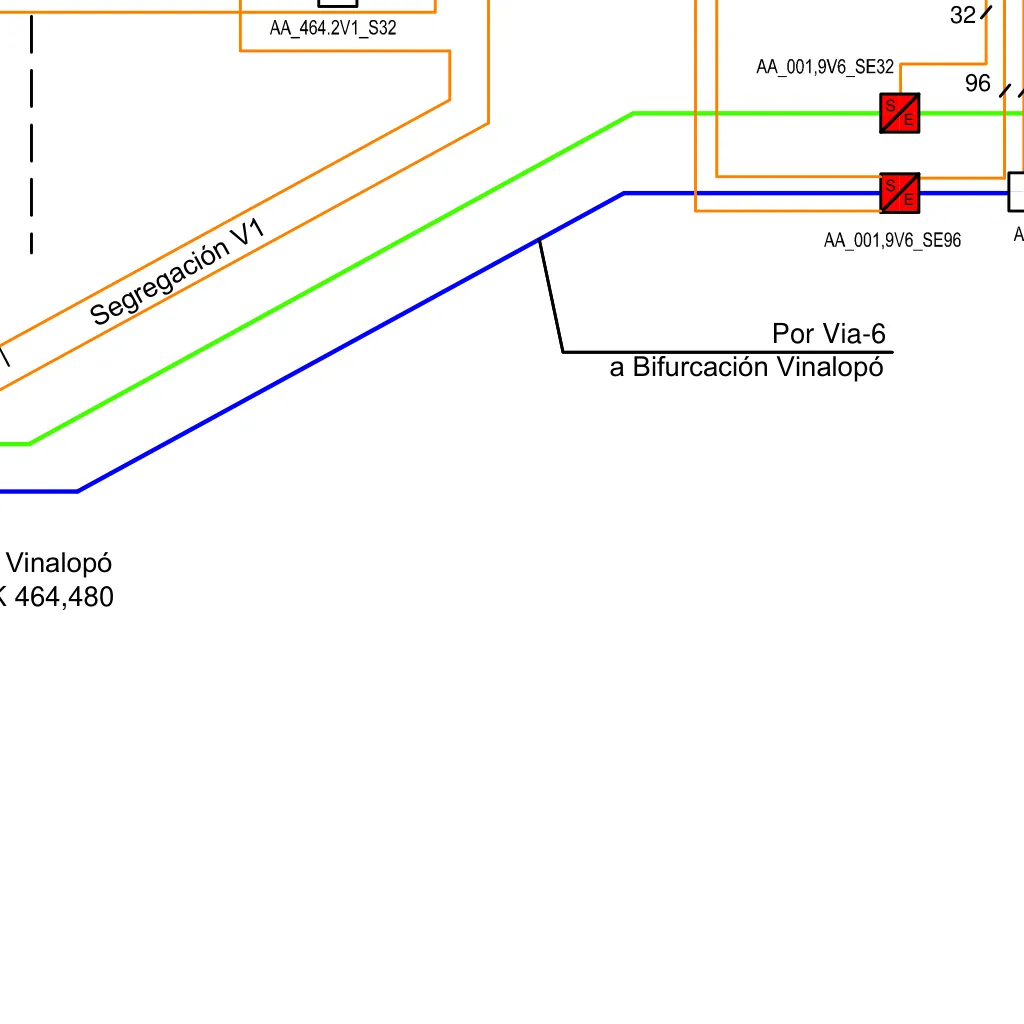 32
AA_464.2V1_S32
AA_001,9V6_SE32
96
S
E
S
E
Segregación V1
AA_001,9V6_SE96
A
Por Via-6
a Bifurcación Vinalopó
Vinalopó
K 464,480